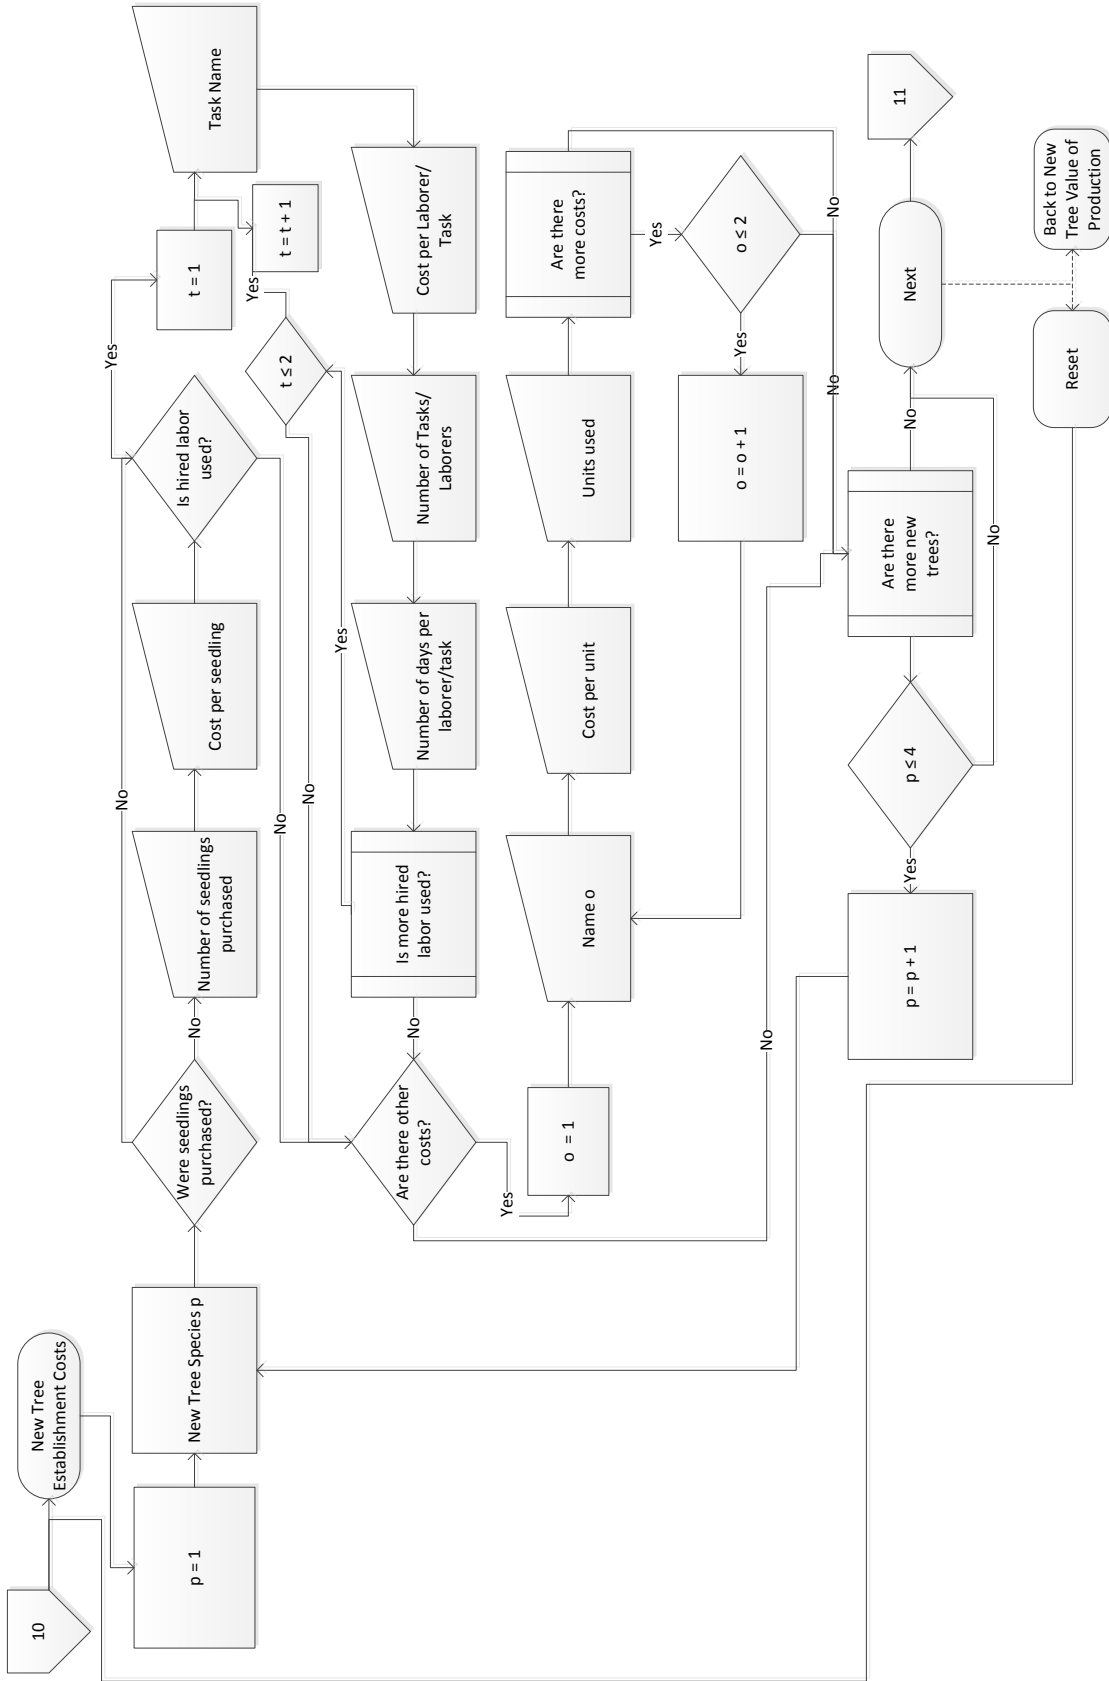 10
New Tree
Establishment Costs
p = 1
New Tree Species p
Were seedlings
purchased?
No
No
Number of seedlings
purchased
Cost per seedling
Is hired labor
used?
Yes
No
t = 1
t = t + 1
Yes
t ≤ 2
No
Task Name
Cost per Laborer/
Task
Number of Tasks/
Laborers
Number of days per
laborer/task
Is more hired
labor used?
Yes
No
Are there other
costs?
Yes
No
o = 1
Name o
Cost per unit
Units used
Are there
more costs?
Yes
No
o ≤ 2
Yes
No
o = o + 1
Are there
more new
trees?
No
p ≤ 4
Yes
No
p = p + 1
Next
11
Reset
Back to New
Tree Value of
Production